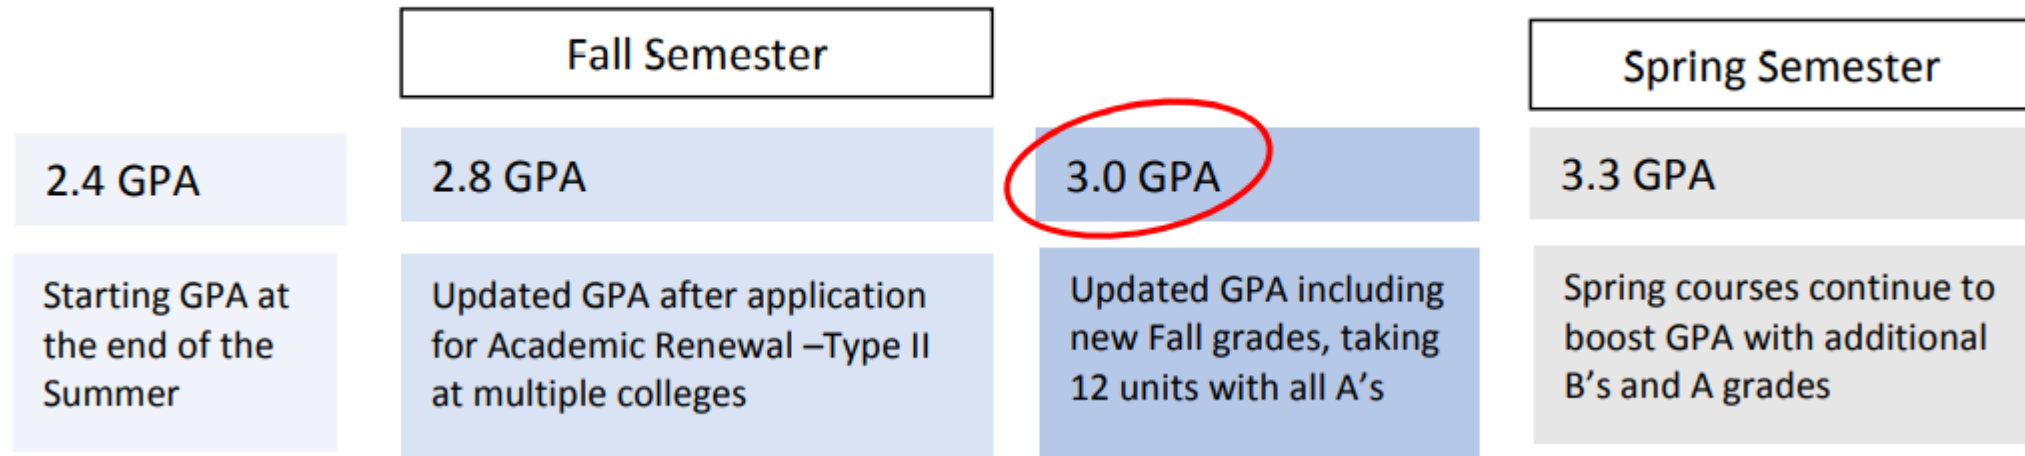 Fall Semester
Spring Semester
2.4 GPA
2.8 GPA
3.0 GPA
3.3 GPA
Starting GPA at
the end of the
Summer
Updated GPA after application
for Academic Renewal –Type II
at multiple colleges
Updated GPA including
new Fall grades, taking
12 units with all A’s
Spring courses continue to
boost GPA with additional
B’s and A grades